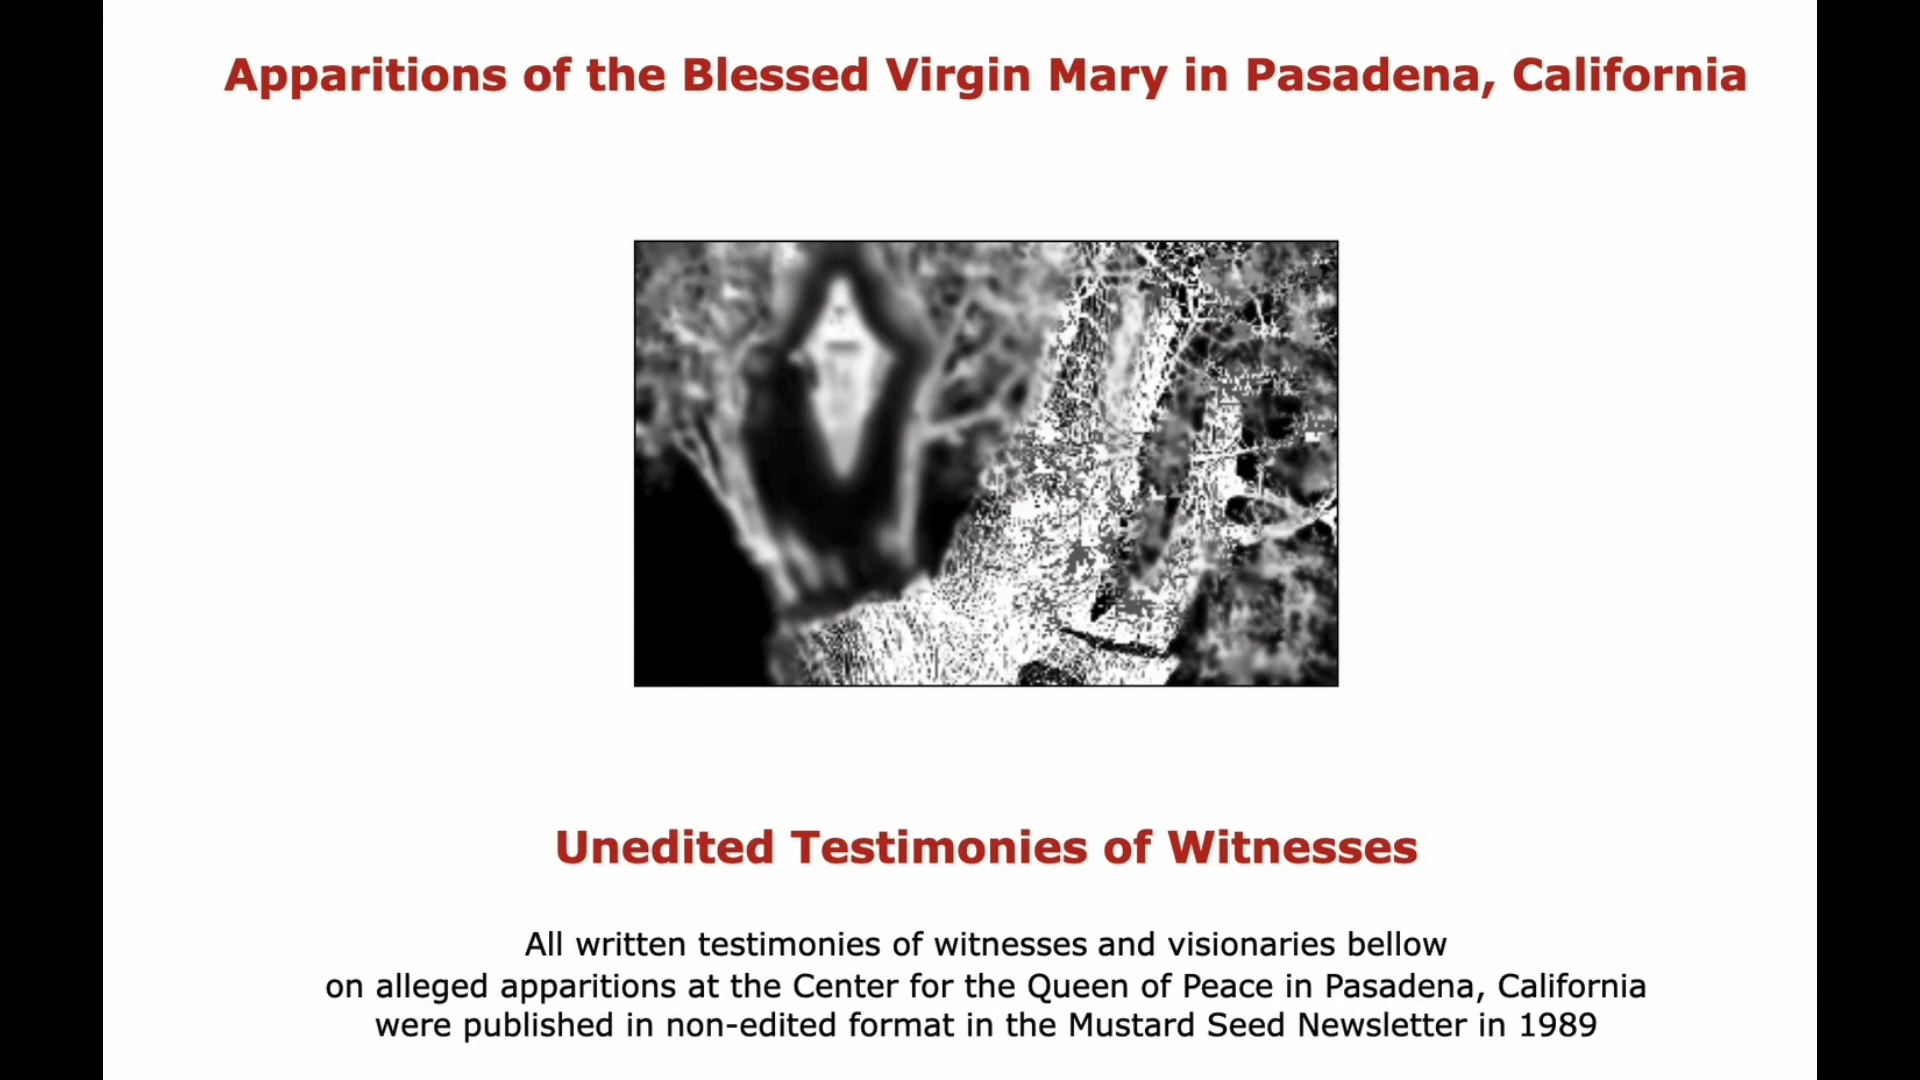 Apparitions of the Blessed Virgin Mary in Pasadena, California
Unedited Testimonies of Witnesses
All written testimonies of witnesses and visionaries bellow
on alleged apparitions at the Center for the Queen of Peace in Pasadena, California
were published in non-edited format in the Mustard Seed Newsletter in 1989